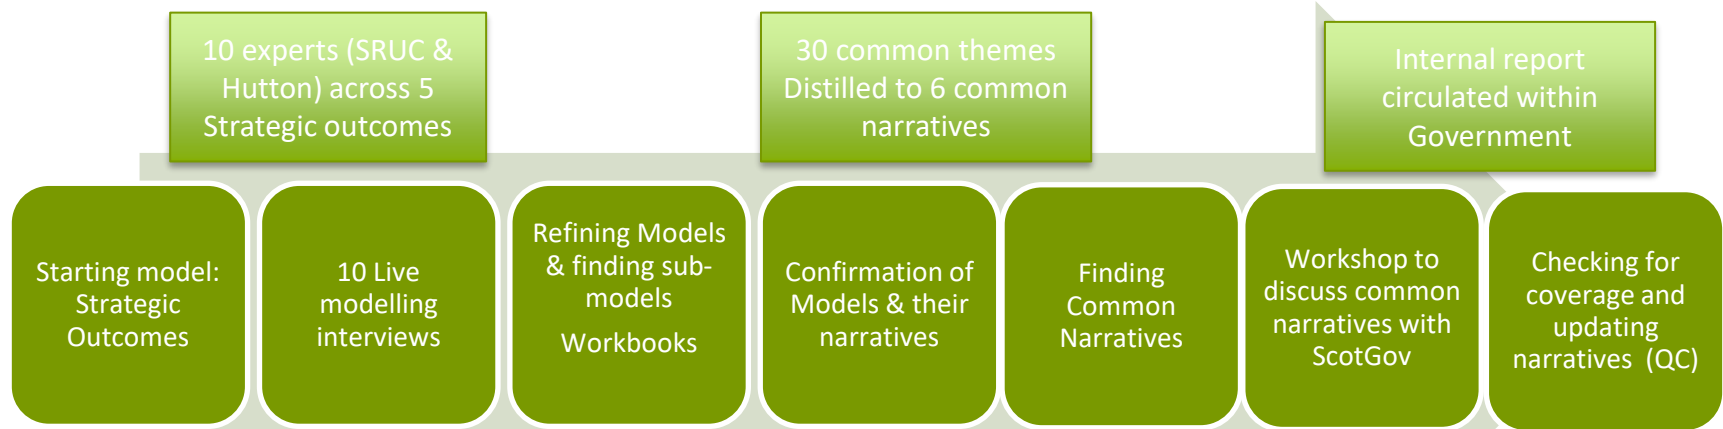 10 experts (SRUC &
Hutton) across 5
Strategic outcomes
30 common themes
Distilled to 6 common
narratives
Internal report
circulated within
Government
Starting model:
Strategic
Outcomes
10 Live
modelling
interviews
Refining Models
& finding sub-
models
Workbooks
Confirmation of
Models & their
narratives
Finding
Common
Narratives
Workshop to
discuss common
narratives with
ScotGov
Checking for
coverage and
updating
narratives  (QC)